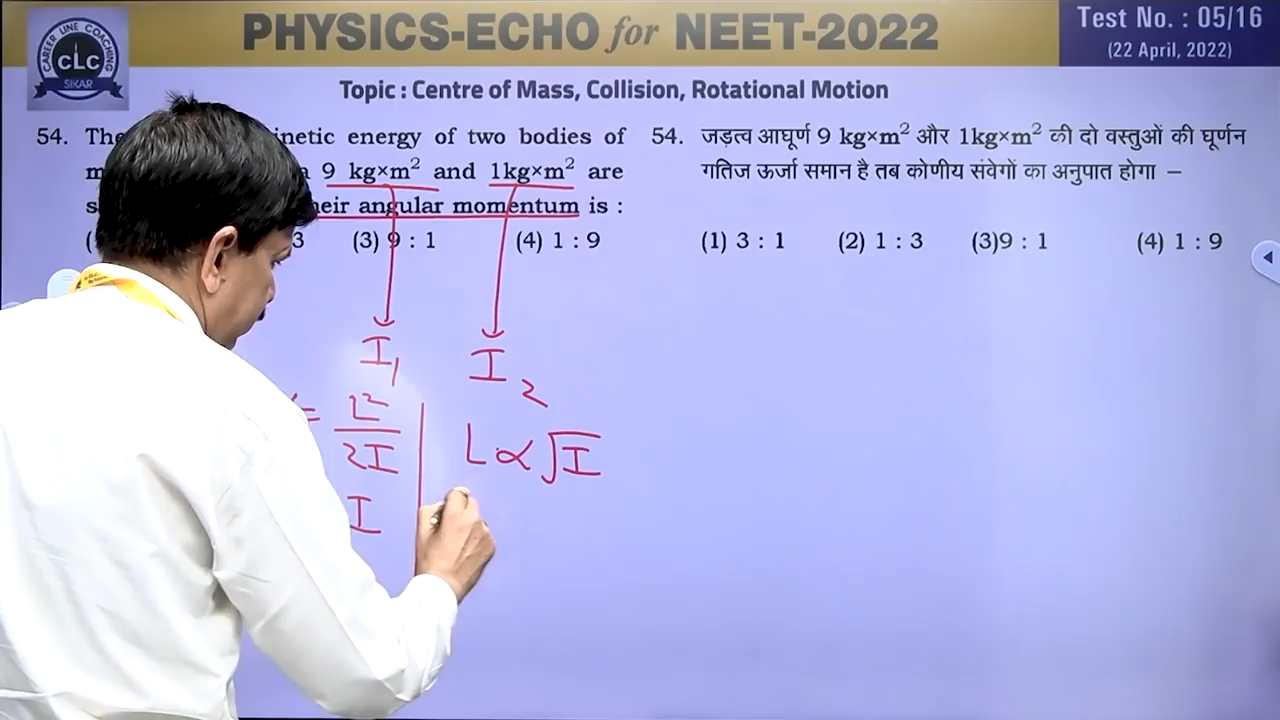 PHYSICS-ECHO for NEET-2022
Test No. : 05/16
(22 April, 2022)
CAREER LINE COACHING
CLC
SIKAR
Topic : Centre of Mass, Collision, Rotational Motion
54. The inetic energy of two bodies of
9 kg×m² and 1kg×m² are
eir angular momentum is :
3 (3) 9 : 1 (4) 1 : 9
54. जड़त्व आघूर्ण 9 kg×m² और 1kg×m² की दो वस्तुओं की घूर्णन
गतिज ऊर्जा समान है तब कोणीय संवेगों का अनुपात होगा –
(1) 3 : 1 (2) 1 : 3 (3)9 : 1 (4) 1 : 9
I₁ I₂
= L²/2I
L ∝ √I
I